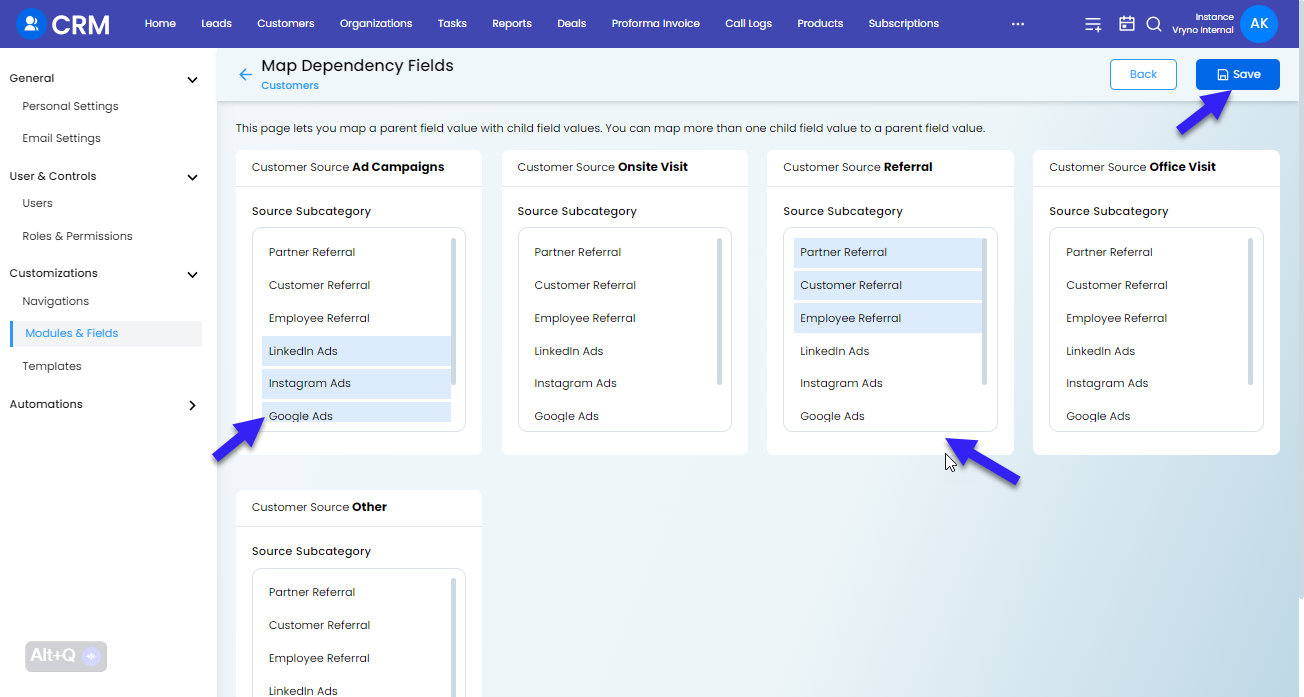 CRM
Home Leads Customers Organizations Tasks Reports Deals Proforma Invoice Call Logs Products Subscriptions ... Instance Vryno Internal AK
General
Personal Settings
Email Settings
User & Controls
Users
Roles & Permissions
Customizations
Navigations
Modules & Fields
Templates
Automations
Alt+Q
Map Dependency Fields
Customers
Back
Save
This page lets you map a parent field value with child field values. You can map more than one child field value to a parent field value.
Customer Source Ad Campaigns
Source Subcategory
Partner Referral
Customer Referral
Employee Referral
LinkedIn Ads
Instagram Ads
Google Ads
Customer Source Onsite Visit
Source Subcategory
Partner Referral
Customer Referral
Employee Referral
LinkedIn Ads
Instagram Ads
Google Ads
Customer Source Referral
Source Subcategory
Partner Referral
Customer Referral
Employee Referral
LinkedIn Ads
Instagram Ads
Google Ads
Customer Source Office Visit
Source Subcategory
Partner Referral
Customer Referral
Employee Referral
LinkedIn Ads
Instagram Ads
Google Ads
Customer Source Other
Source Subcategory
Partner Referral
Customer Referral
Employee Referral
LinkedIn Ads